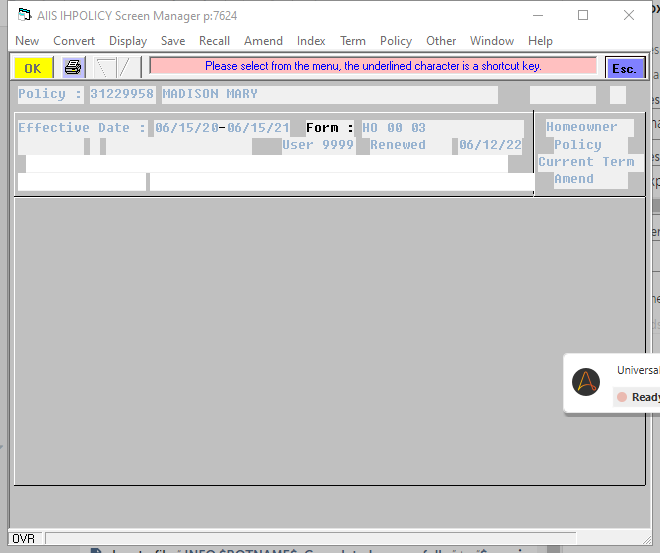 AIIS IHPOLICY Screen Manager p:7624
New Convert Display Save Recall Amend Index Term Policy Other Window Help
OK Please select from the menu, the underlined character is a shortcut key. Esc.
Policy : 31229958 MADISON MARY
Effective Date : 06/15/20-06/15/21 Form : HO 00 03 Homeowner
User 9999 Renewed 06/12/22 Policy
Current Term
Amend
Universal
Ready
OVR